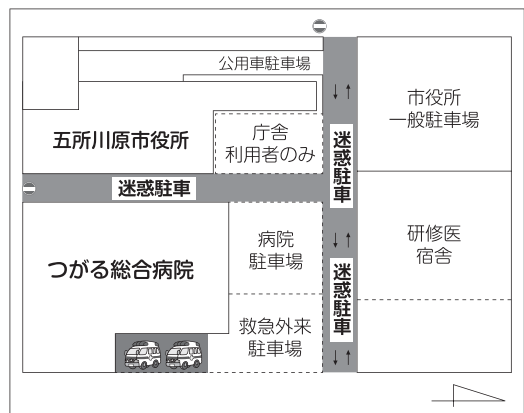 公用車駐車場
市役所
一般駐車場
五所川原市役所
庁舎
利用者のみ
迷惑駐車
迷惑駐車
病院
駐車場
研修医
宿舎
つがる総合病院
迷惑駐車
救急外来
駐車場